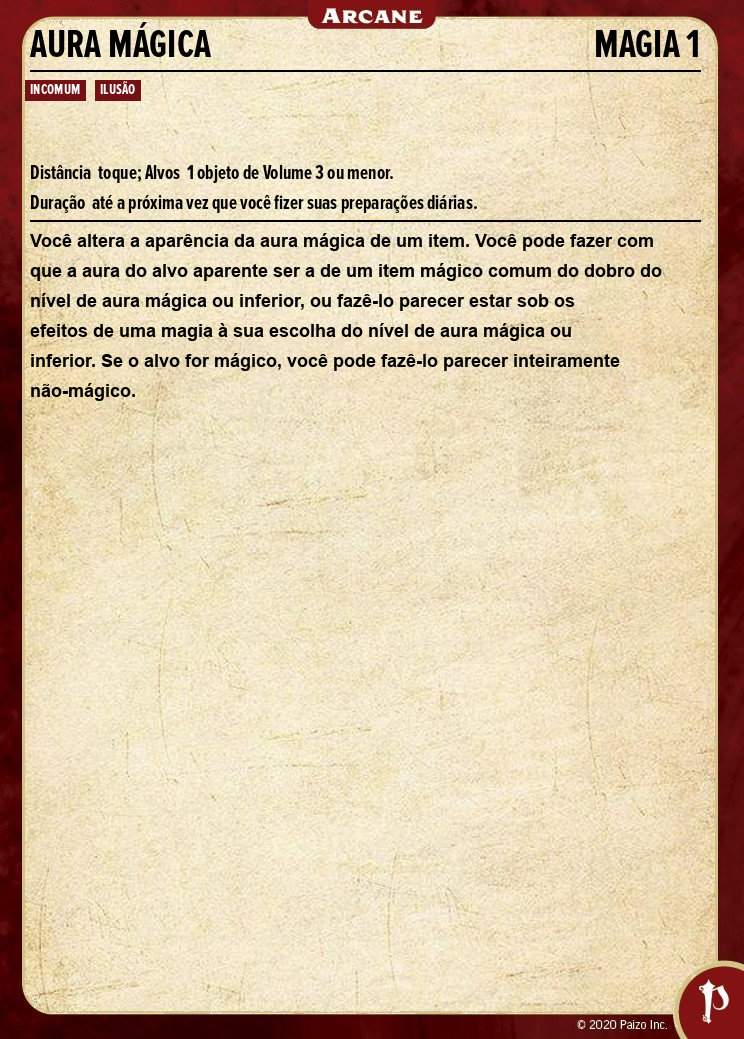 ARCANE
AURA MÁGICA MAGIA 1
INCOMUM ILUSÃO
Distância toque; Alvos 1 objeto de Volume 3 ou menor.
Duração até a próxima vez que você fizer suas preparações diárias.
Você altera a aparência da aura mágica de um item. Você pode fazer com
que a aura do alvo aparente ser a de um item mágico comum do dobro do
nível de aura mágica ou inferior, ou fazê-lo parecer estar sob os
efeitos de uma magia à sua escolha do nível de aura mágica ou
inferior. Se o alvo for mágico, você pode fazê-lo parecer inteiramente
não-mágico.
© 2020 Paizo Inc.
P